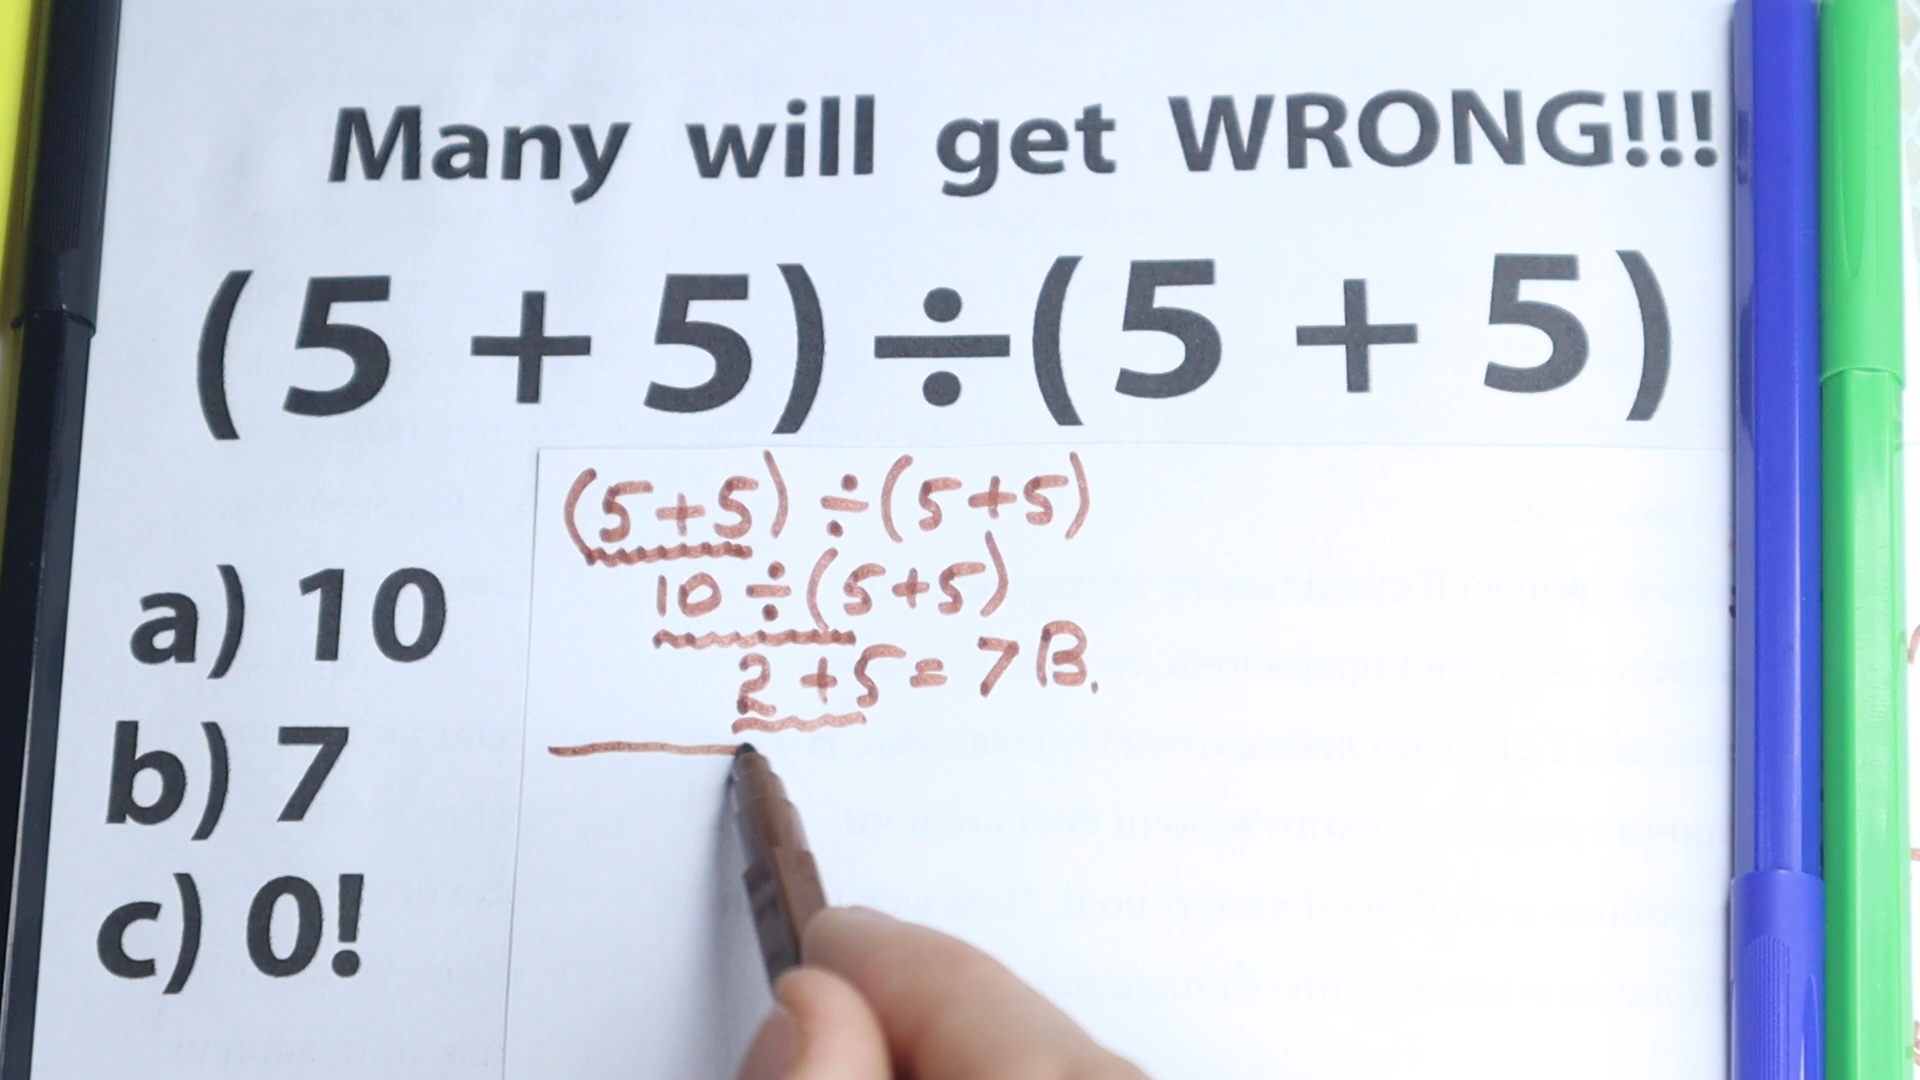 Many will get WRONG!!!
(5 + 5) ÷ (5 + 5)
(5+5) ÷ (5+5)
10 ÷ (5+5)
2 + 5 = 7 B.
a) 10
b) 7
c) 0!